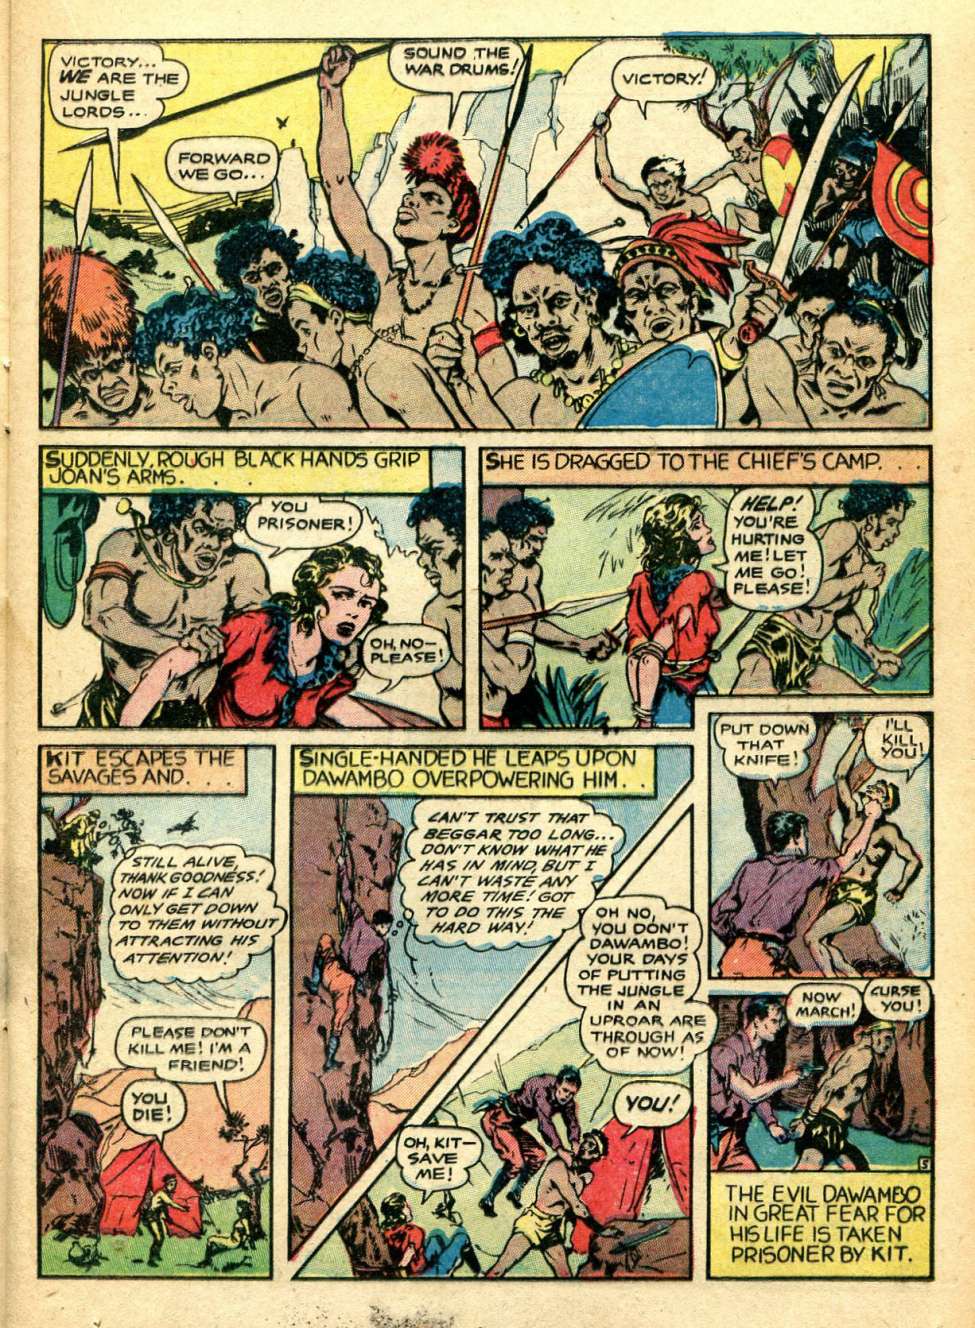 VICTORY...
WE ARE THE
JUNGLE
LORDS...
FORWARD
WE GO...
SOUND THE
WAR DRUMS!
VICTORY!
SUDDENLY, ROUGH BLACK HANDS GRIP
JOAN'S ARMS. . . .
YOU
PRISONER!
OH, NO—
PLEASE!
SHE IS DRAGGED TO THE CHIEF'S CAMP. . . .
HELP!
YOU'RE
HURTING
ME! LET
ME GO!
PLEASE!
KIT ESCAPES THE
SAVAGES AND. . . .
STILL ALIVE,
THANK GOODNESS!
NOW IF I CAN
ONLY GET DOWN
TO THEM WITHOUT
ATTRACTING HIS
ATTENTION!
PLEASE DON'T
KILL ME! I'M A
FRIEND!
YOU
DIE!
SINGLE-HANDED HE LEAPS UPON
DAWAMBO OVERPOWERING HIM. . .
CAN'T TRUST THAT
BEGGAR TOO LONG...
DON'T KNOW WHAT HE
HAS IN MIND, BUT I
CAN'T WASTE ANY
MORE TIME! GOT
TO DO THIS THE
HARD WAY!
OH NO,
YOU DON'T
DAWAMBO!
YOUR DAYS
OF PUTTING
THE JUNGLE
IN AN
UPROAR ARE
THROUGH AS
OF NOW!
YOU!
OH, KIT—
SAVE
ME!
PUT DOWN
THAT
KNIFE!
I'LL
KILL
YOU!
NOW
MARCH!
CURSE
YOU!
5
THE EVIL DAWAMBO
IN GREAT FEAR FOR
HIS LIFE IS TAKEN
PRISONER BY KIT.